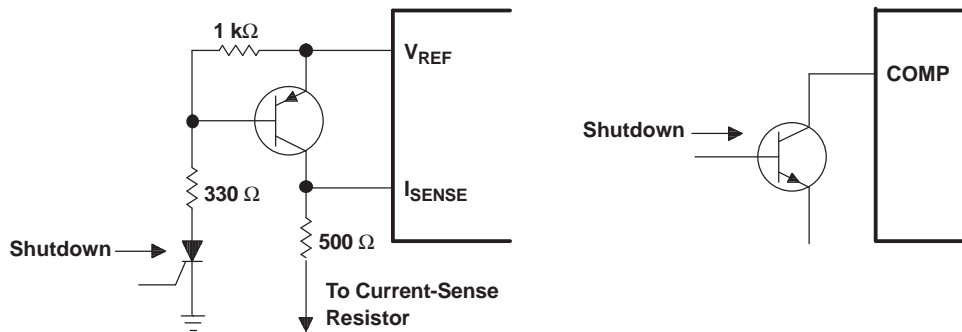 1 kΩ
V_REF
COMP
Shutdown
330 Ω
I_SENSE
Shutdown
500 Ω
To Current-Sense
Resistor